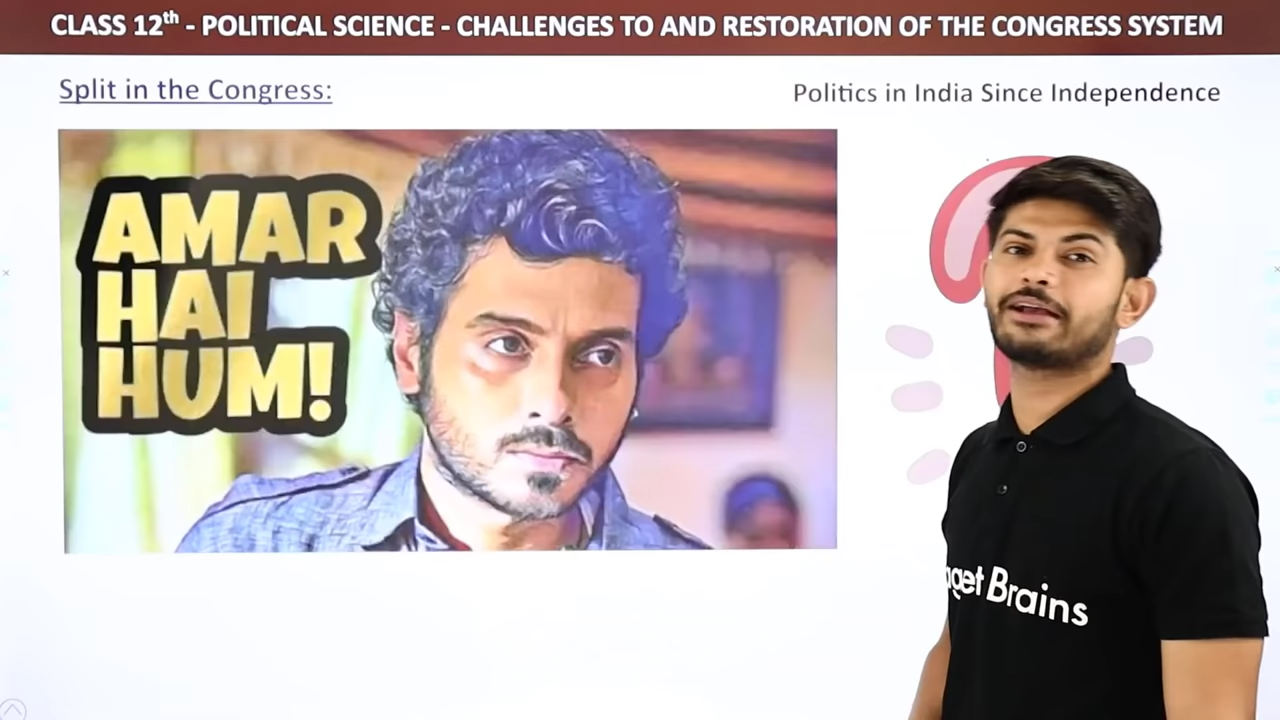 CLASS 12th - POLITICAL SCIENCE - CHALLENGES TO AND RESTORATION OF THE CONGRESS SYSTEM
Split in the Congress:
Politics in India Since Independence
AMAR
HAI
HUM!
Brains